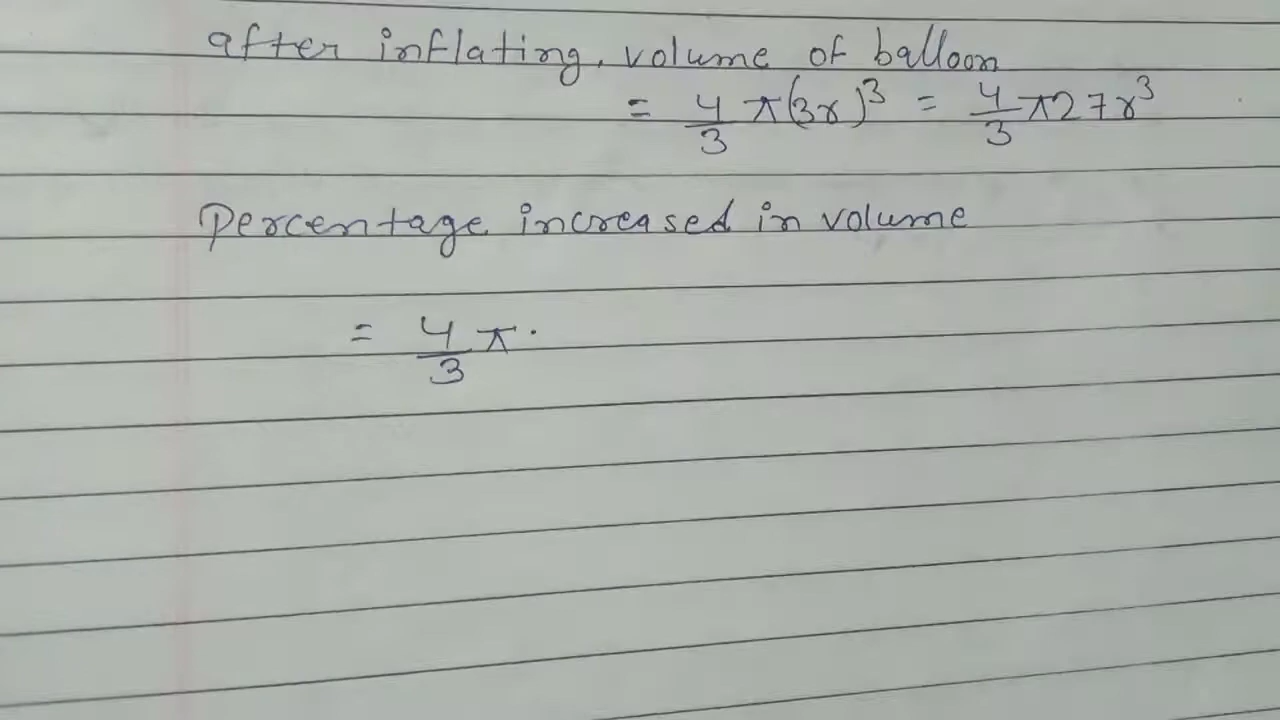 after inflating, volume of balloon
= 4/3 π(3r)³ = 4/3 π27r³
Percentage increased in volume
= 4/3 π·